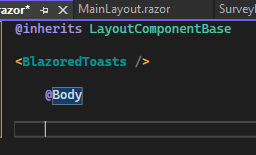 razor* MainLayout.razor Survey
@inherits LayoutComponentBase
<BlazoredToasts />
@Body